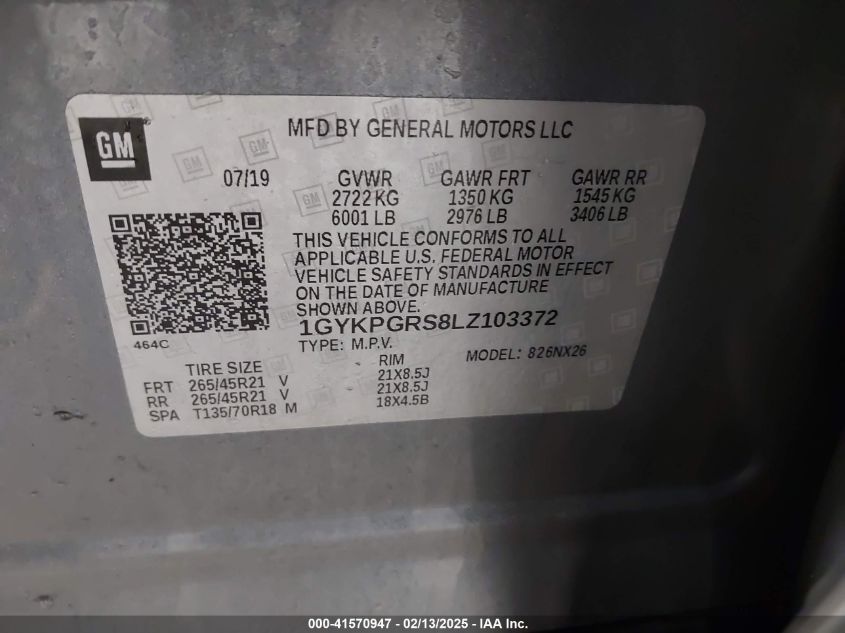 GM
MFD BY GENERAL MOTORS LLC
07/19 GVWR GAWR FRT GAWR RR
2722 KG 1350 KG 1545 KG
6001 LB 2976 LB 3406 LB
THIS VEHICLE CONFORMS TO ALL
APPLICABLE U.S. FEDERAL MOTOR
VEHICLE SAFETY STANDARDS IN EFFECT
ON THE DATE OF MANUFACTURE
SHOWN ABOVE.
1GYKPGRS8LZ103372
464C
TYPE: M.P.V. MODEL: 826NX26
TIRE SIZE RIM
FRT 265/45R21 V 21X8.5J
RR 265/45R21 V 21X8.5J
SPA T135/70R18 M 18X4.5B
000-41570947 - 02/13/2025 - IAA Inc.